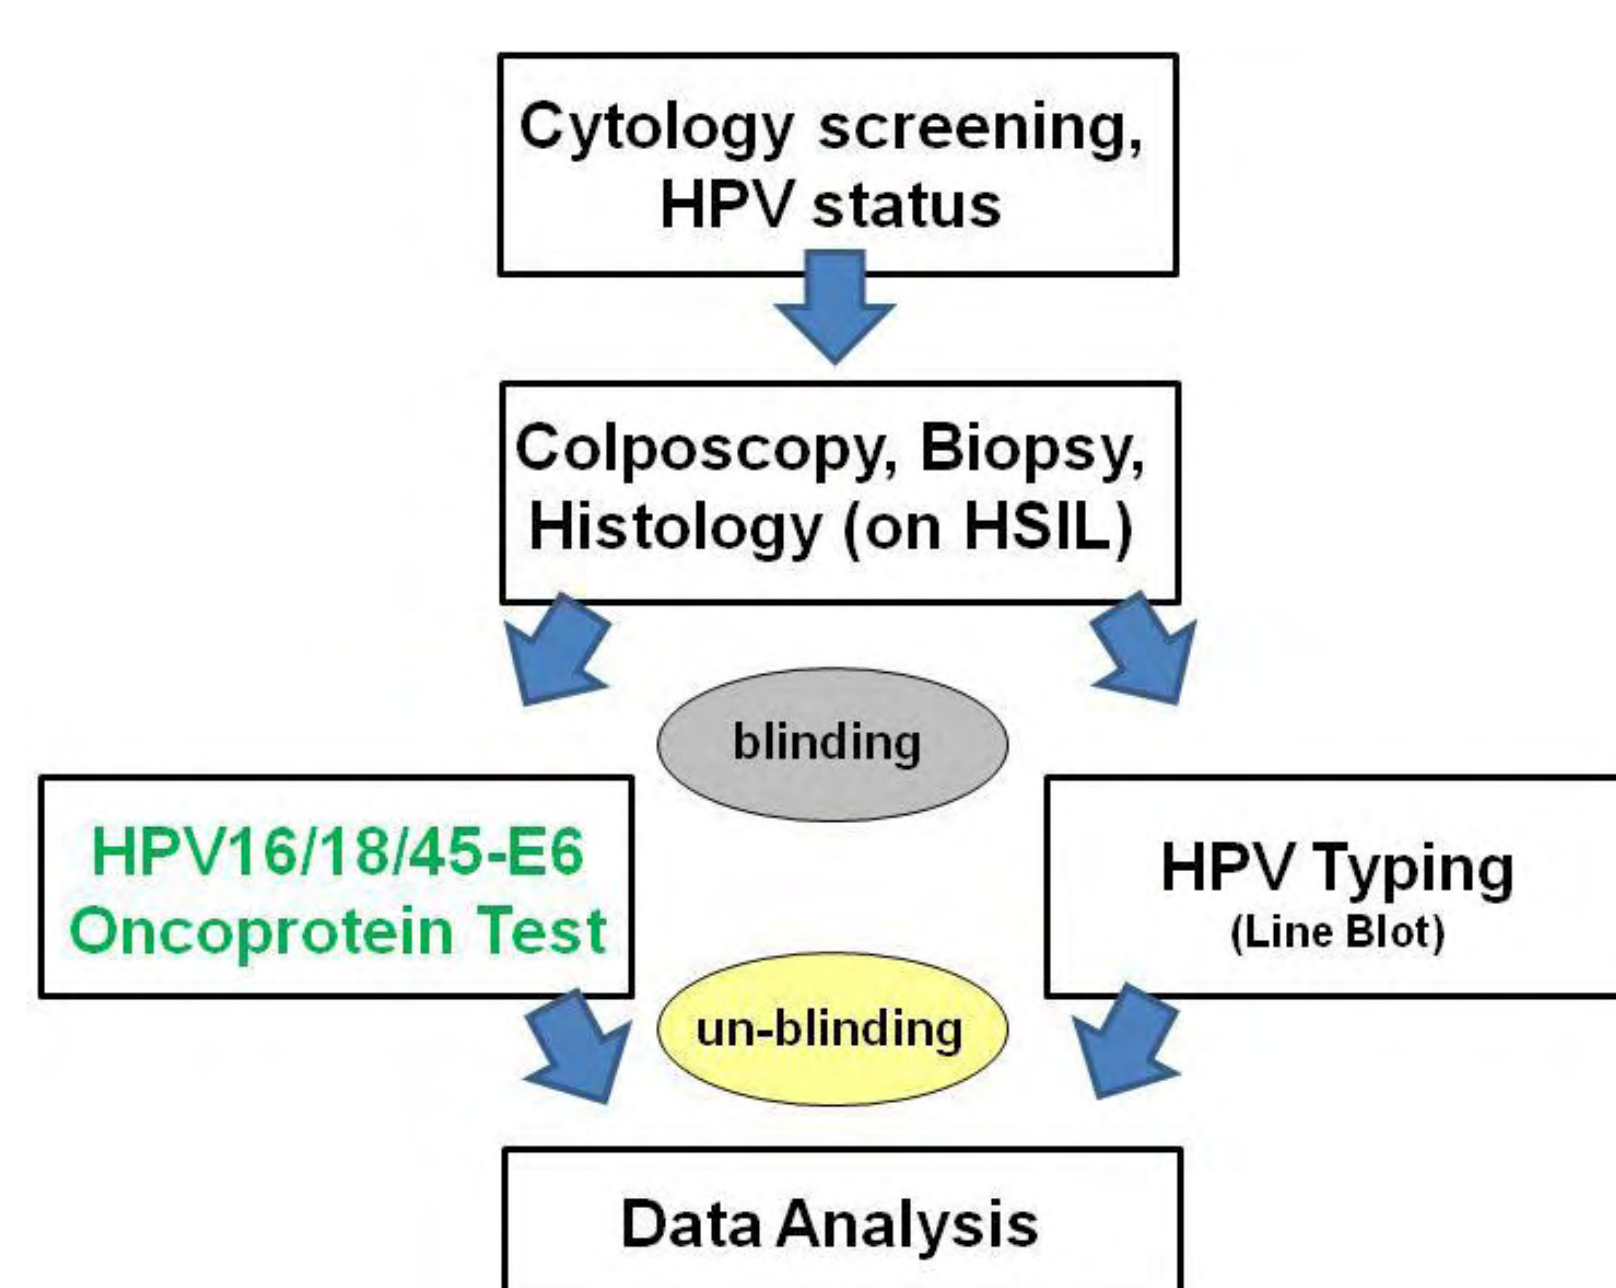 Cytology screening,
HPV status
Colposcopy, Biopsy,
Histology (on HSIL)
blinding
HPV16/18/45-E6
Oncoprotein Test
HPV Typing
(Line Blot)
un-blinding
Data Analysis